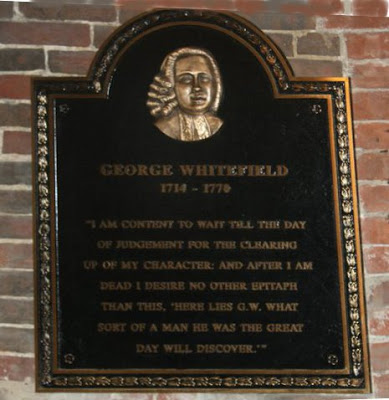 GEORGE WHITEFIELD
1714 - 1770
"I AM CONTENT TO WAIT TILL THE DAY
OF JUDGEMENT FOR THE CLEARING
UP OF MY CHARACTER: AND AFTER I AM
DEAD I DESIRE NO OTHER EPITAPH
THAN THIS, 'HERE LIES G.W. WHAT
SORT OF A MAN HE WAS THE GREAT
DAY WILL DISCOVER.'"